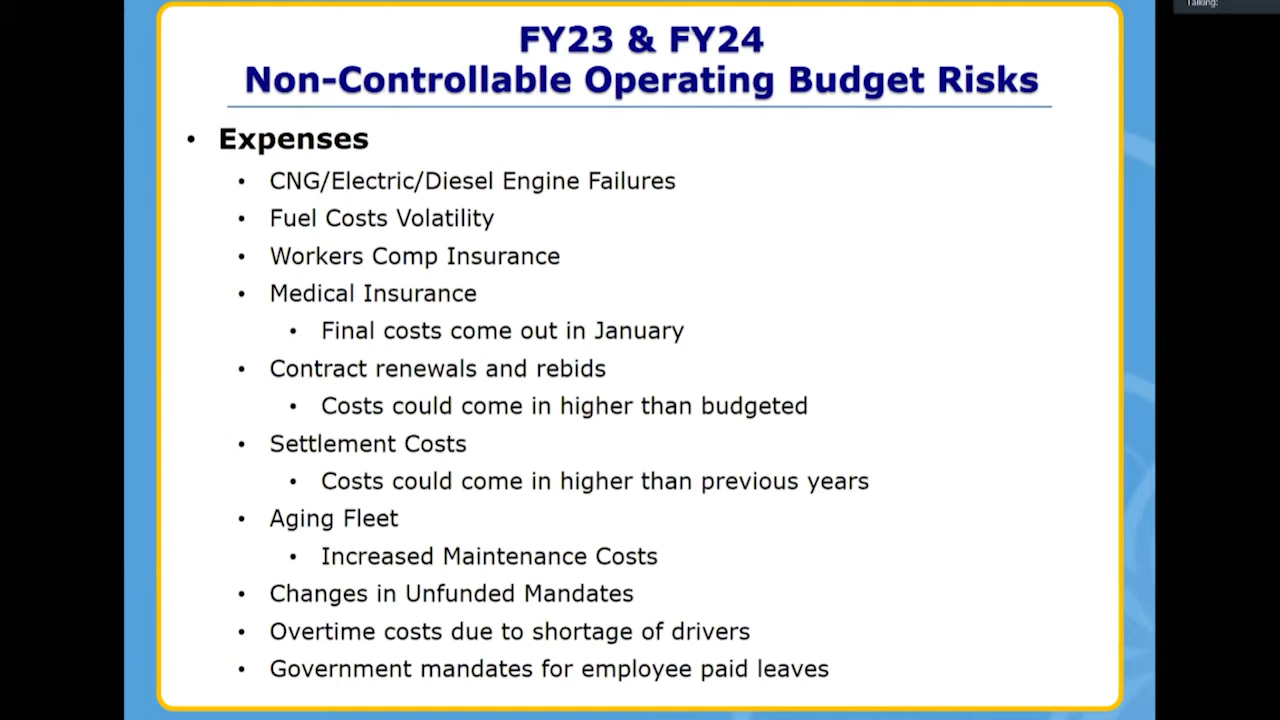 Talking:
FY23 & FY24
Non-Controllable Operating Budget Risks
• Expenses
• CNG/Electric/Diesel Engine Failures
• Fuel Costs Volatility
• Workers Comp Insurance
• Medical Insurance
• Final costs come out in January
• Contract renewals and rebids
• Costs could come in higher than budgeted
• Settlement Costs
• Costs could come in higher than previous years
• Aging Fleet
• Increased Maintenance Costs
• Changes in Unfunded Mandates
• Overtime costs due to shortage of drivers
• Government mandates for employee paid leaves